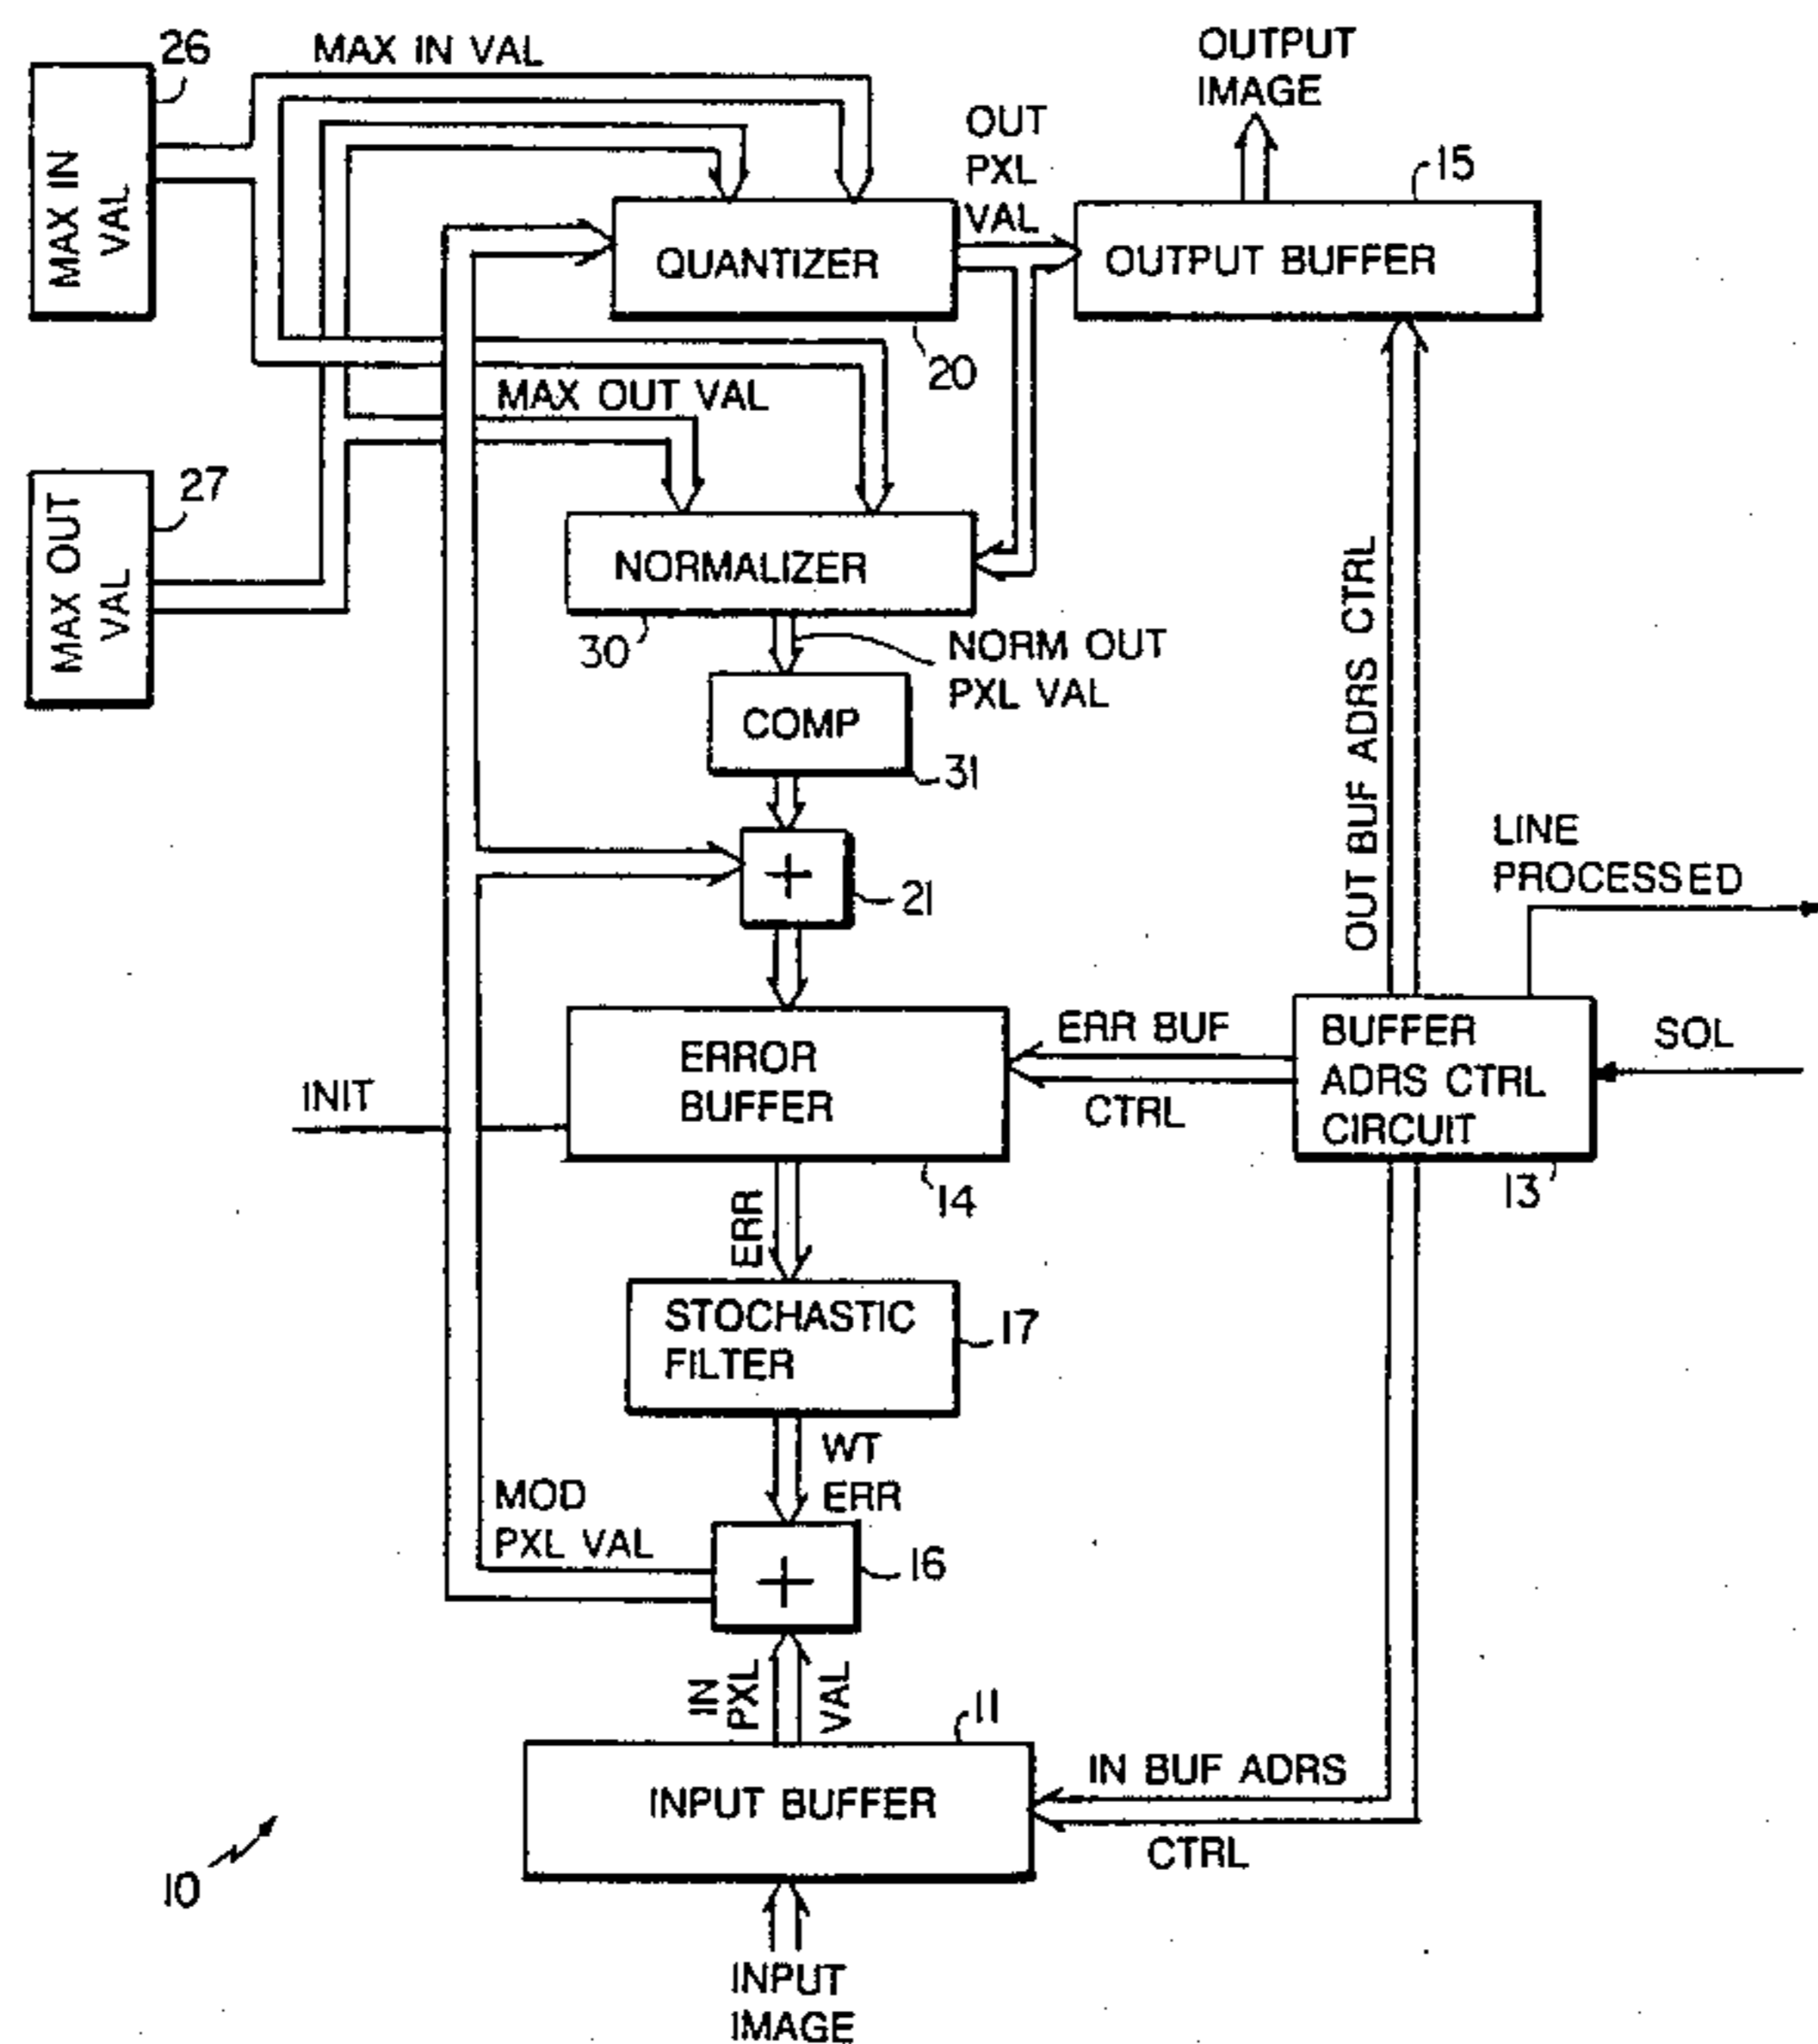 26
MAX IN VAL
OUTPUT
IMAGE
MAX IN
VAL
OUT
PXL
VAL
15
QUANTIZER
OUTPUT BUFFER
20
MAX OUT VAL
27
MAX OUT
VAL
NORMALIZER
30
NORM OUT
PXL VAL
COMP
31
OUT BUF ADRS CTRL
LINE
PROCESSED
+
21
ERROR
BUFFER
ERR BUF
CTRL
BUFFER
ADRS CTRL
CIRCUIT
SOL
INIT
14
13
ERR
STOCHASTIC
FILTER
17
WT
ERR
MOD
PXL VAL
+
16
IN
PXL
VAL
11
INPUT BUFFER
IN BUF ADRS
CTRL
10
INPUT
IMAGE